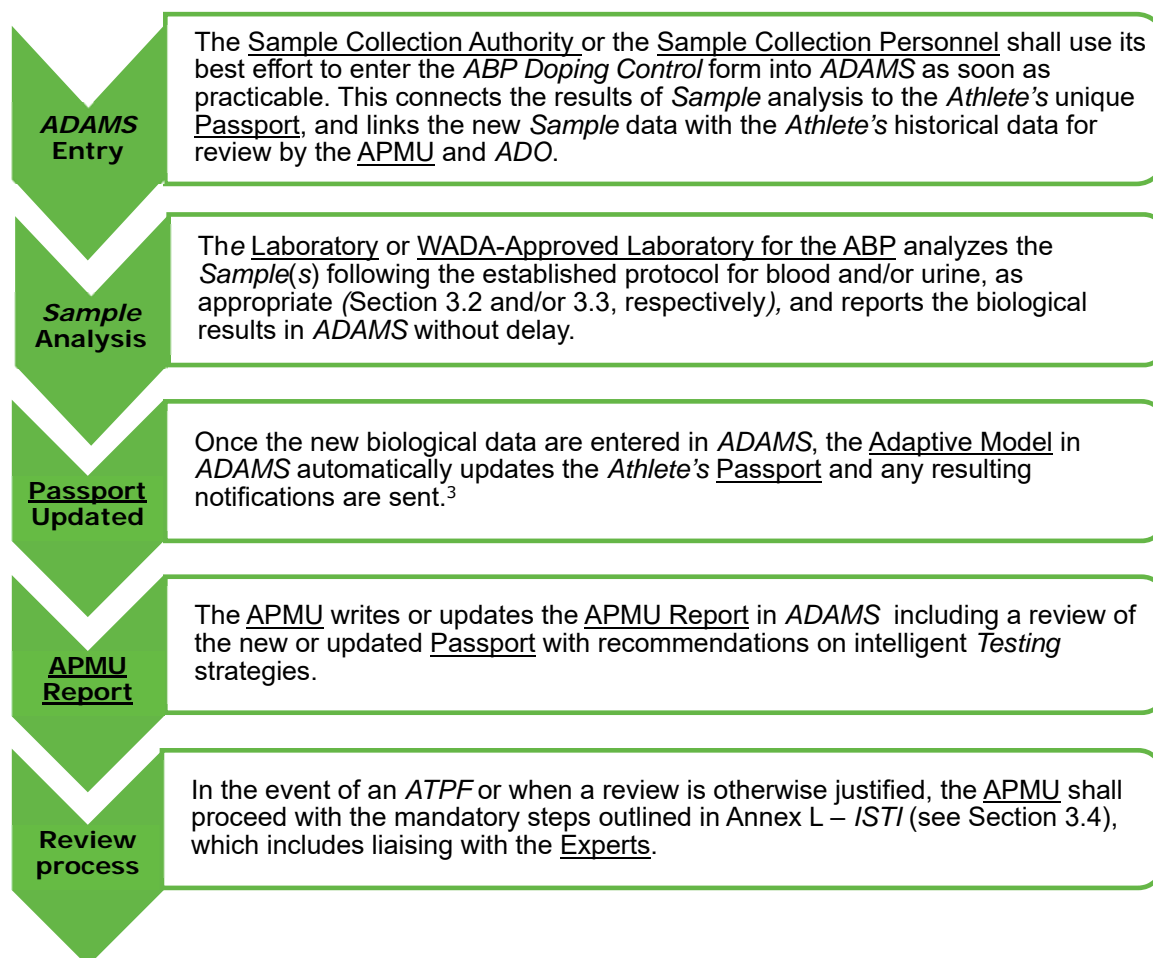 ADAMS
Entry
The Sample Collection Authority or the Sample Collection Personnel shall use its
best effort to enter the ABP Doping Control form into ADAMS as soon as
practicable. This connects the results of Sample analysis to the Athlete's unique
Passport, and links the new Sample data with the Athlete's historical data for
review by the APMU and ADO.
Sample
Analysis
The Laboratory or WADA-Approved Laboratory for the ABP analyzes the
Sample(s) following the established protocol for blood and/or urine, as
appropriate (Section 3.2 and/or 3.3, respectively), and reports the biological
results in ADAMS without delay.
Passport
Updated
Once the new biological data are entered in ADAMS, the Adaptive Model in
ADAMS automatically updates the Athlete's Passport and any resulting
notifications are sent.³
APMU
Report
The APMU writes or updates the APMU Report in ADAMS including a review of
the new or updated Passport with recommendations on intelligent Testing
strategies.
Review
process
In the event of an ATPF or when a review is otherwise justified, the APMU shall
proceed with the mandatory steps outlined in Annex L – ISTI (see Section 3.4),
which includes liaising with the Experts.